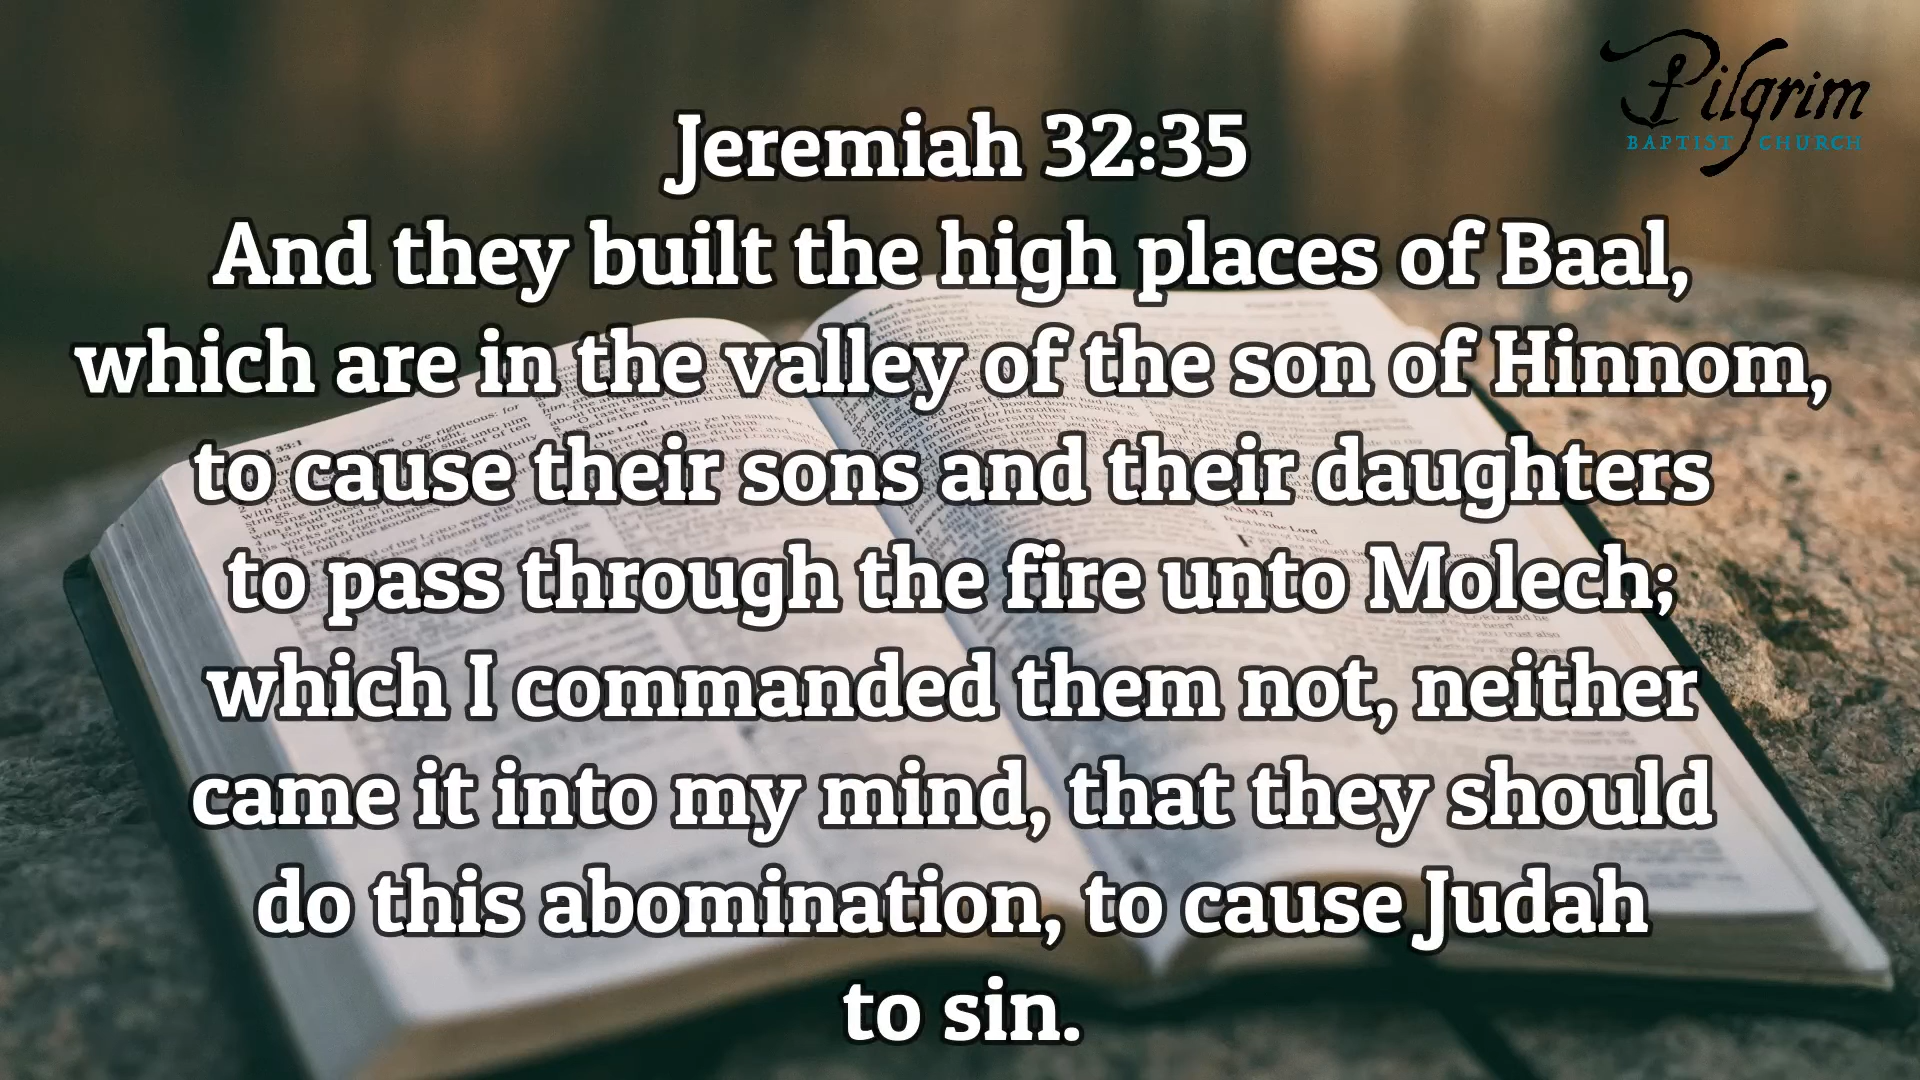 Pilgrim
BAPTIST CHURCH
Jeremiah 32:35
And they built the high places of Baal,
which are in the valley of the son of Hinnom,
to cause their sons and their daughters
to pass through the fire unto Molech;
which I commanded them not, neither
came it into my mind, that they should
do this abomination, to cause Judah
to sin.